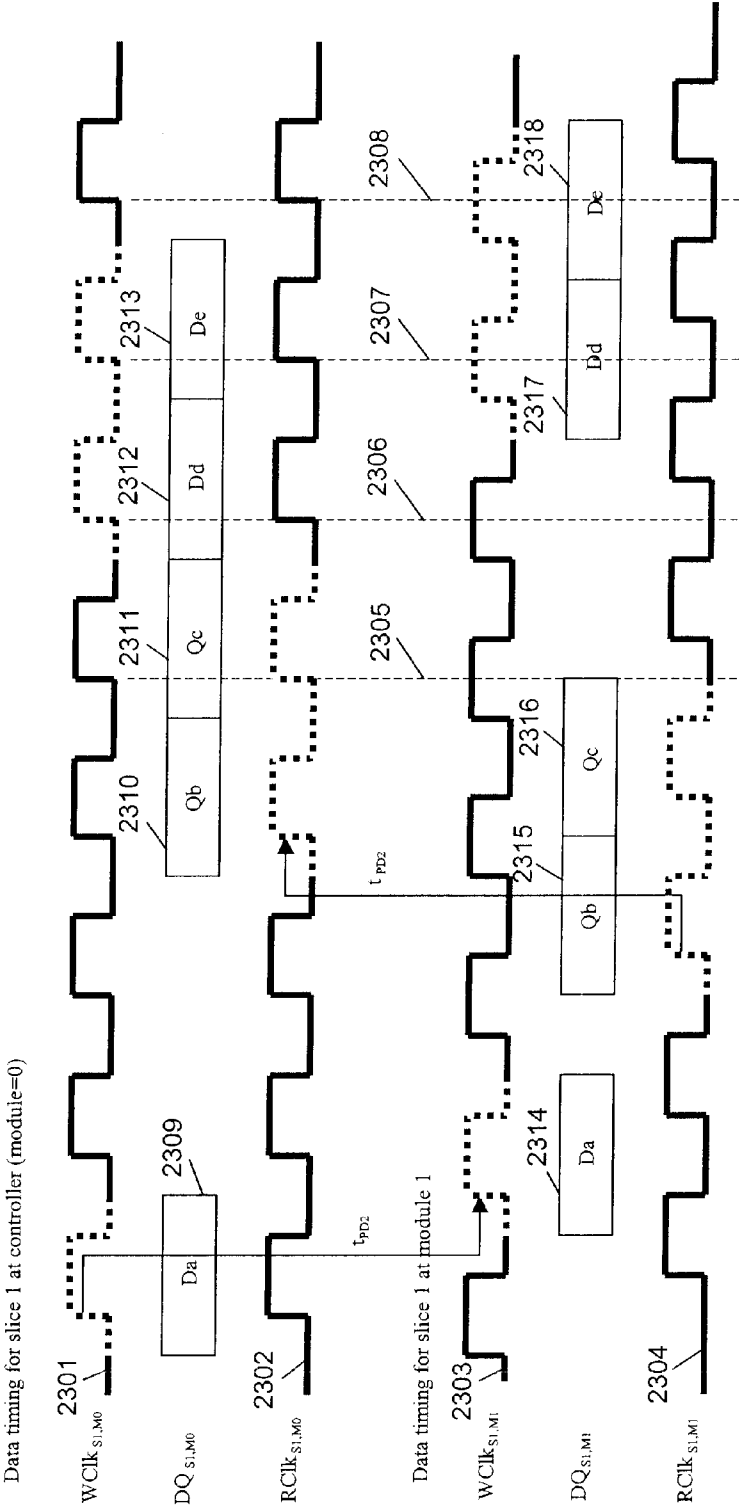 Data timing for slice 1 at controller (module=0)
WClk S1,M0
2301
DQ S1,M0
2309
Da
2310
Qb
2311
Qc
2312
Dd
2313
De
RClk S1,M0
2302
tPD2
tPD2
2305
2306
2307
2308
Data timing for slice 1 at module 1
WClk S1,M1
2303
DQ S1,M1
2314
Da
2315
Qb
2316
Qc
2317
Dd
2318
De
RClk S1,M1
2304